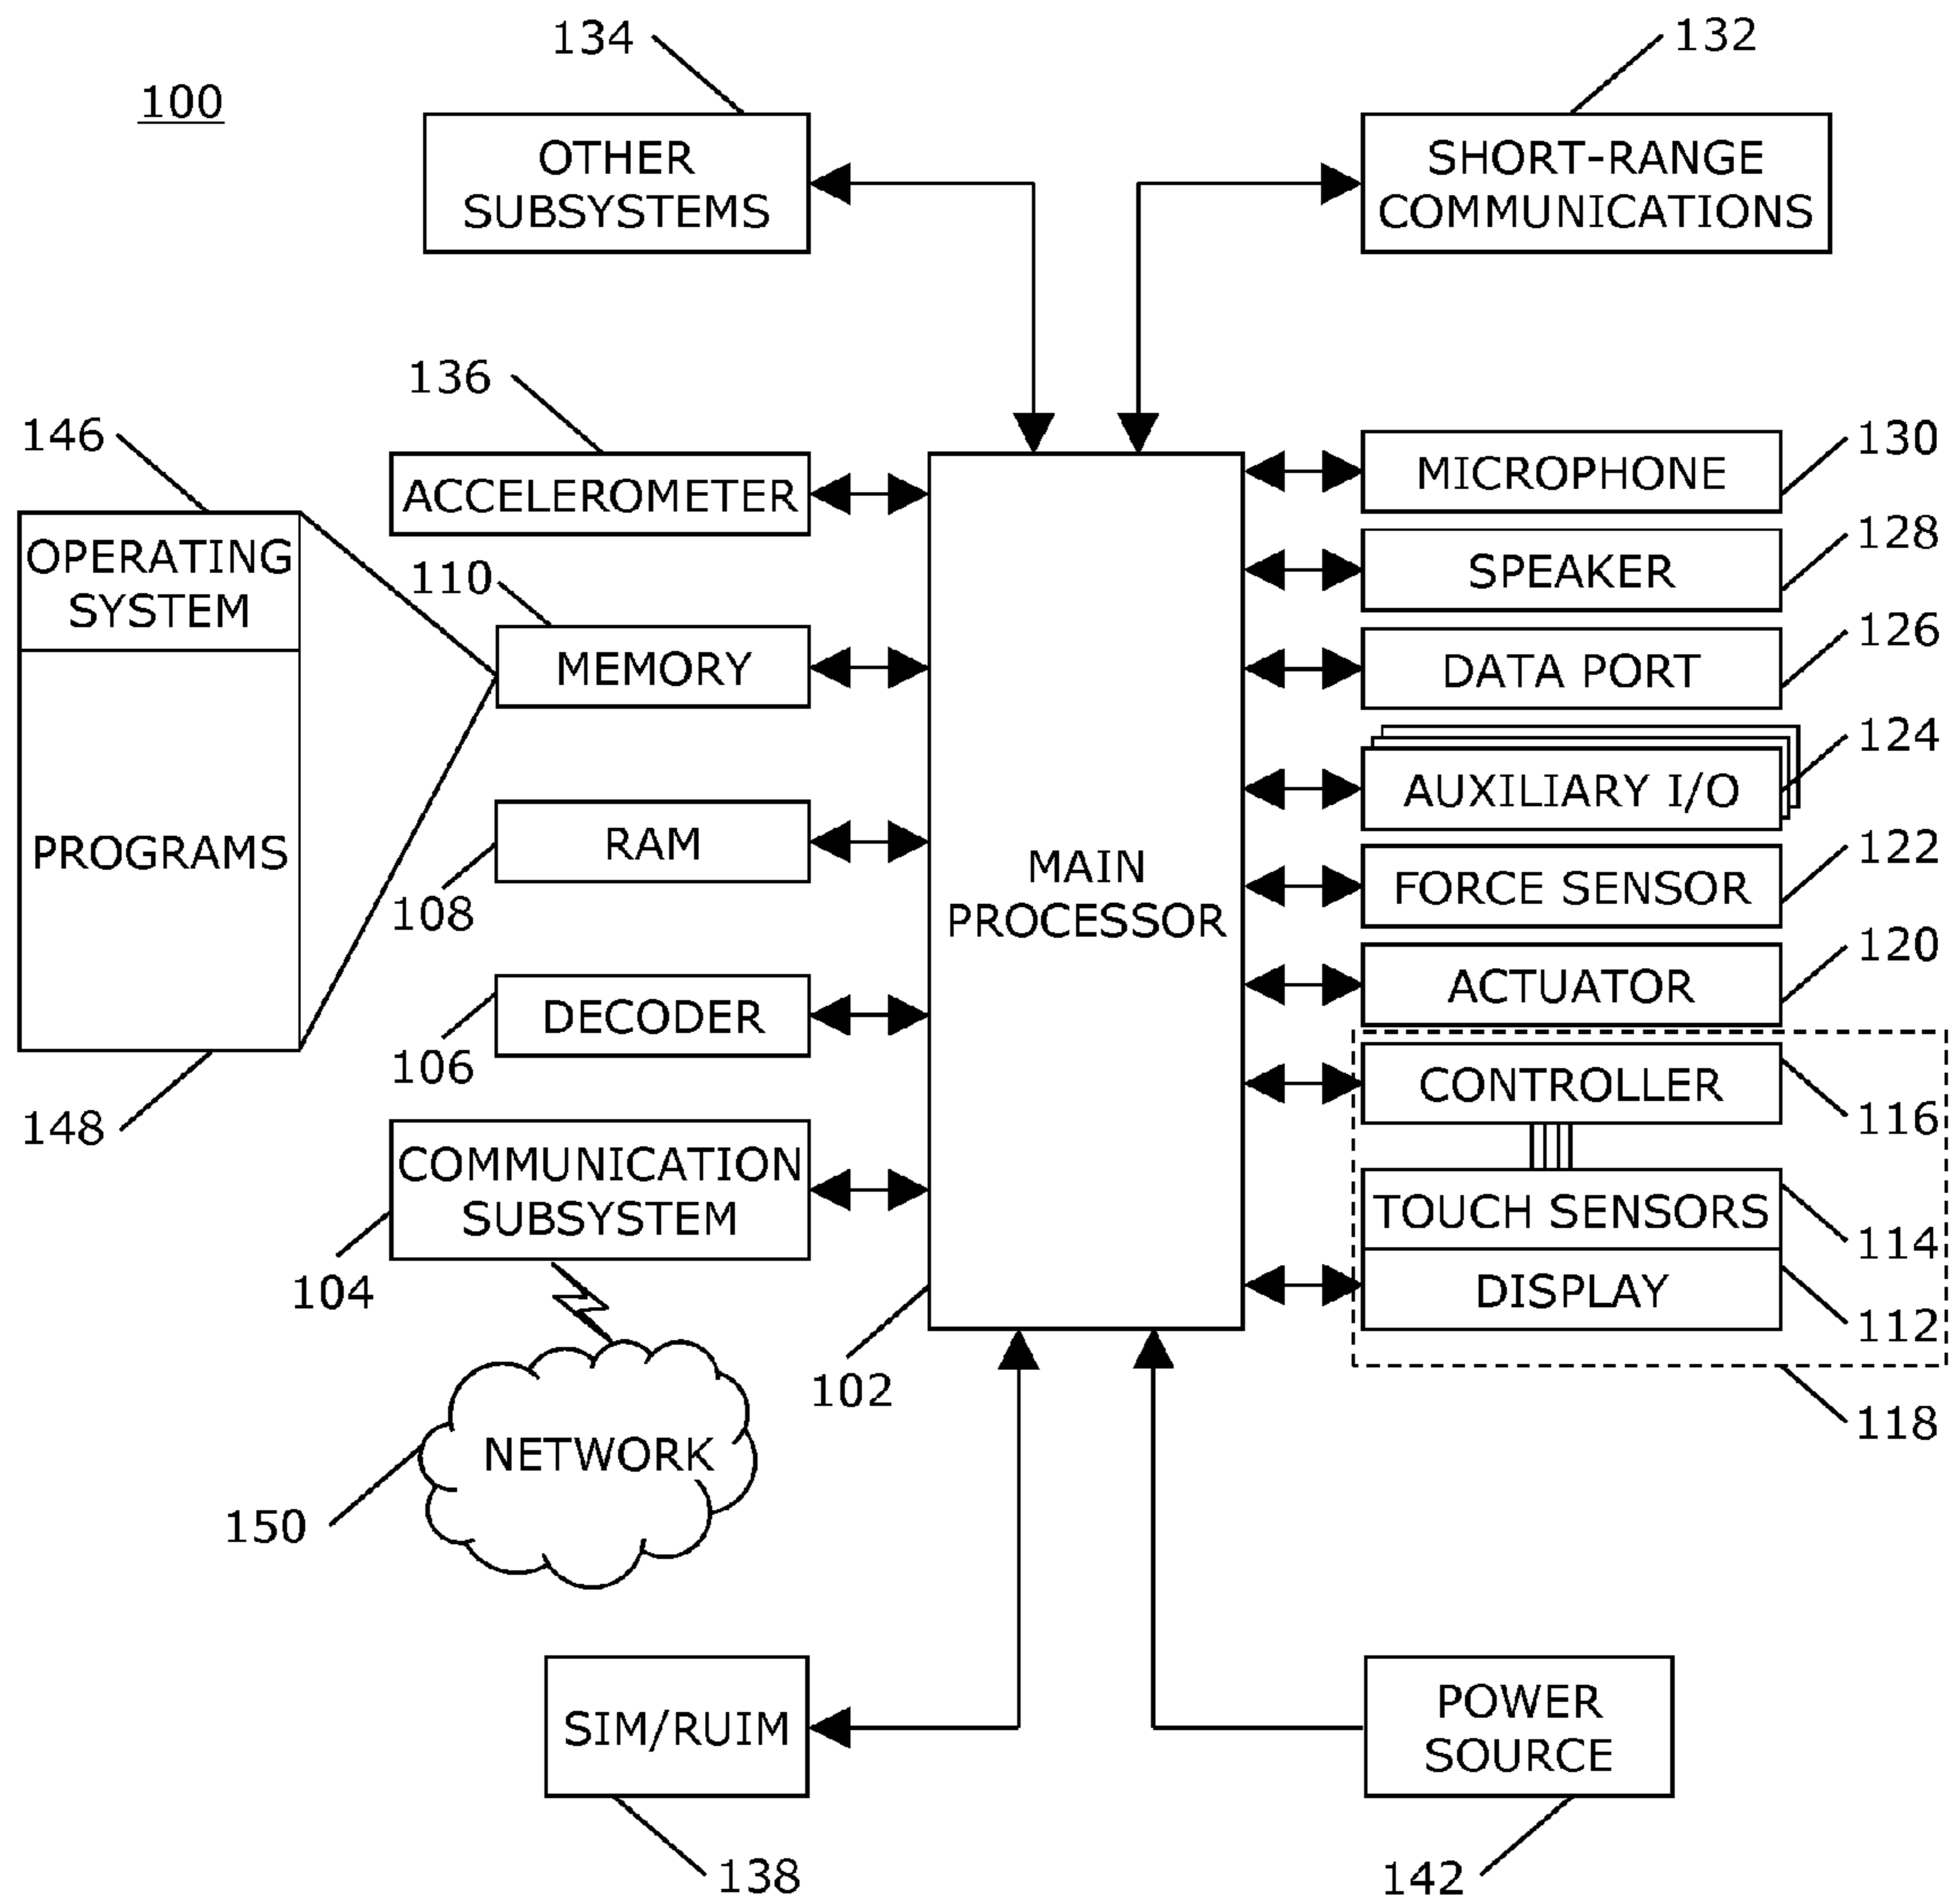 134
132
100
OTHER
SUBSYSTEMS
SHORT-RANGE
COMMUNICATIONS
136
146
130
ACCELEROMETER
MICROPHONE
OPERATING
SYSTEM
110
128
SPEAKER
MEMORY
126
DATA PORT
124
AUXILIARY I/O
PROGRAMS
RAM
108
MAIN
PROCESSOR
122
FORCE SENSOR
120
ACTUATOR
DECODER
106
CONTROLLER
116
148
COMMUNICATION
SUBSYSTEM
TOUCH SENSORS
114
104
DISPLAY
112
102
118
NETWORK
150
SIM/RUIM
POWER
SOURCE
138
142